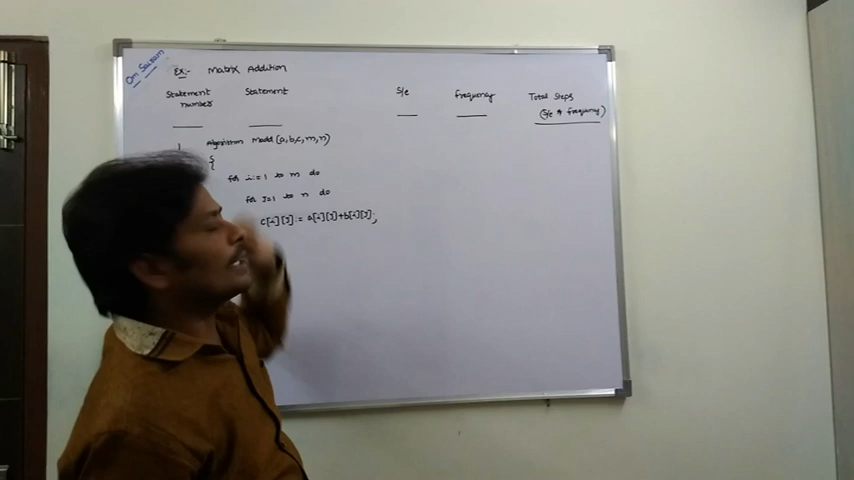 Om Sairam
Ex:- Matrix Addition
Statement number Statement S/e frequency Total Steps (S/e * frequency)
1 Algorithm Madd (a,b,c,m,n)
{
for i:= 1 to m do
for J=1 to n do
c[i][J]:= a[i][J]+b[i][J];